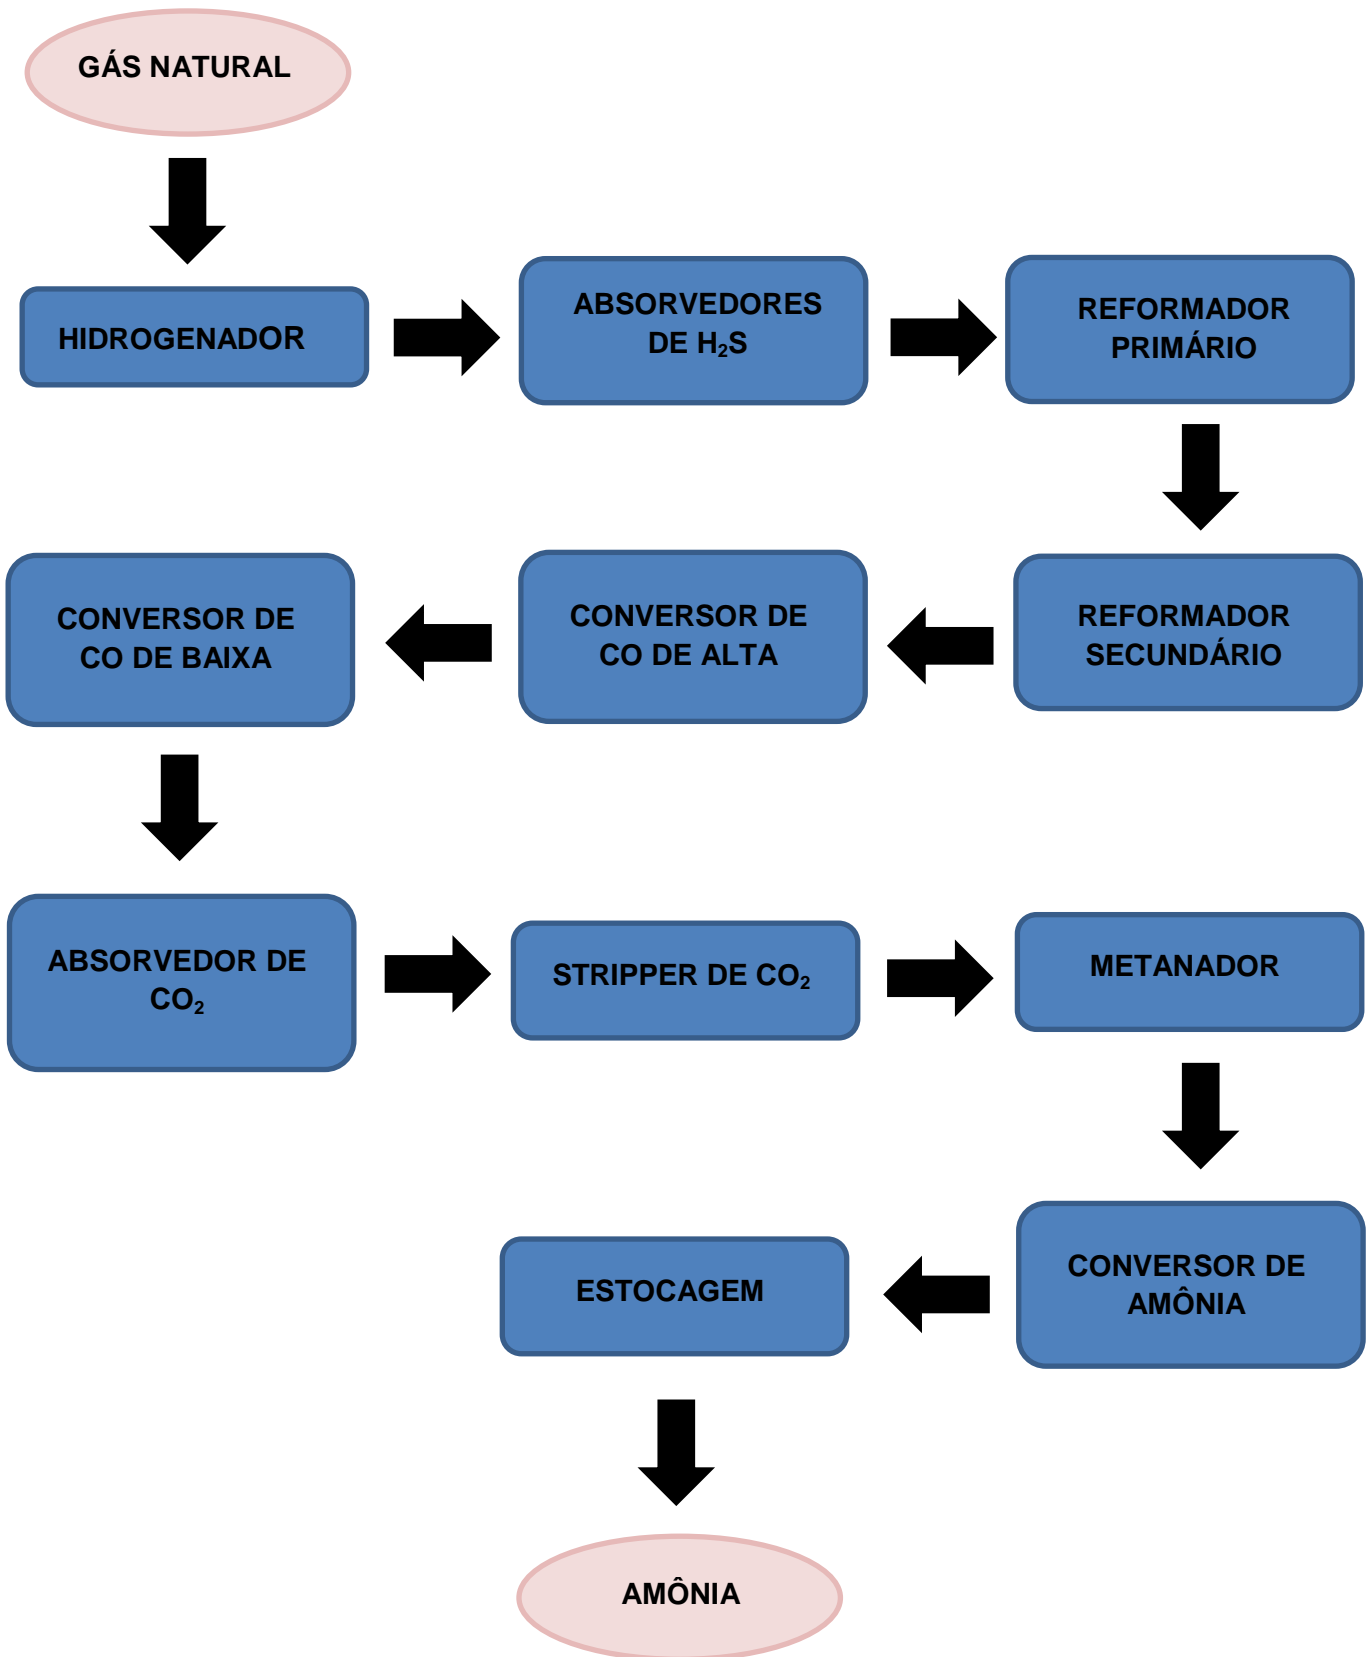 GÁS NATURAL
HIDROGENADOR
ABSORVEDORES
DE H₂S
REFORMADOR
PRIMÁRIO
REFORMADOR
SECUNDÁRIO
CONVERSOR DE
CO DE ALTA
CONVERSOR DE
CO DE BAIXA
ABSORVEDOR DE
CO₂
STRIPPER DE CO₂
METANADOR
CONVERSOR DE
AMÔNIA
ESTOCAGEM
AMÔNIA